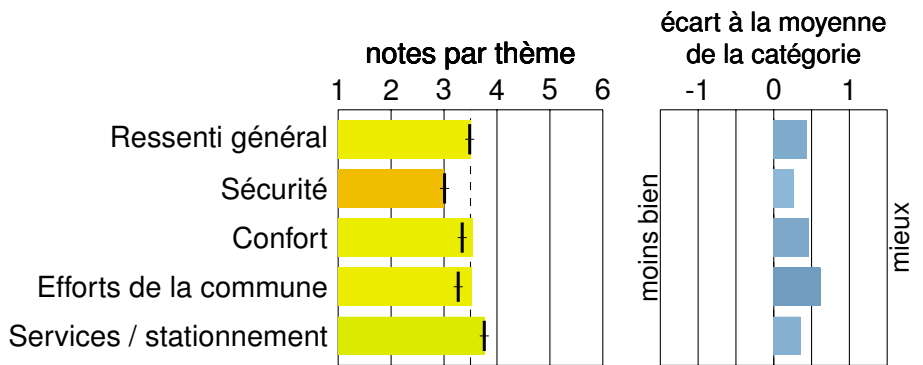 notes par thème
1 2 3 4 5 6
Ressenti général
Sécurité
Confort
Efforts de la commune
Services / stationnement
écart à la moyenne
de la catégorie
-1 0 1
moins bien
mieux